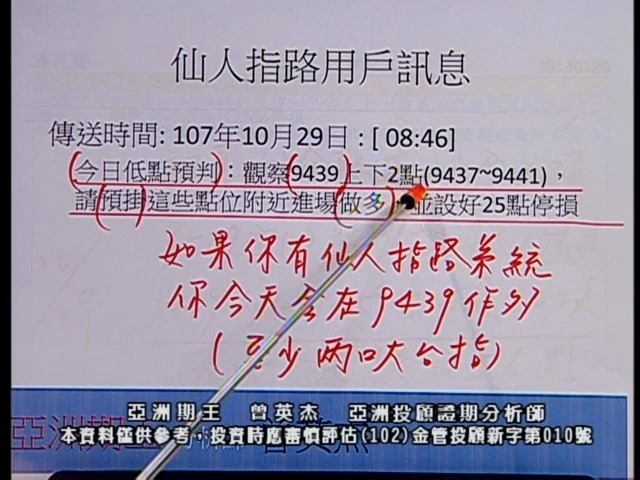 仙人指路用戶訊息
傳送時間: 107年10月29日 : [ 08:46]
(今日低點預判)：觀察(9439)上下2點(9437~9441)，
請(預掛)這些點位附近進場(做多) 並設好25點停損
如果你有仙人指路系統
你今天會在9439作多
(至少两口大台指)
亞洲期王 曾英杰 亞洲投顧證期分析師
本資料僅供參考，投資時應審慎評估(102)金管投顧新字第010號